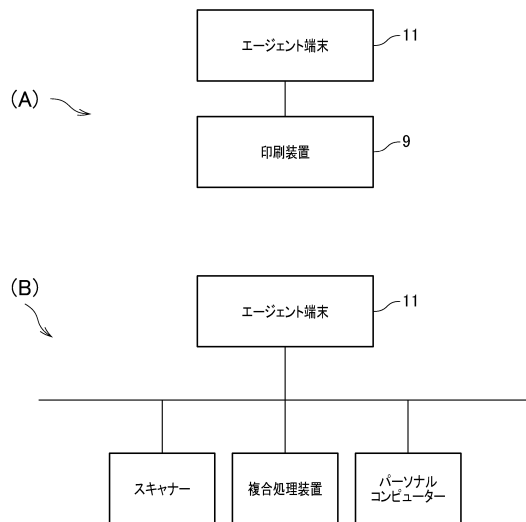 エージェント端末
11
(A)
印刷装置
9
(B)
エージェント端末
11
スキャナー
複合処理装置
パーソナル
コンピューター